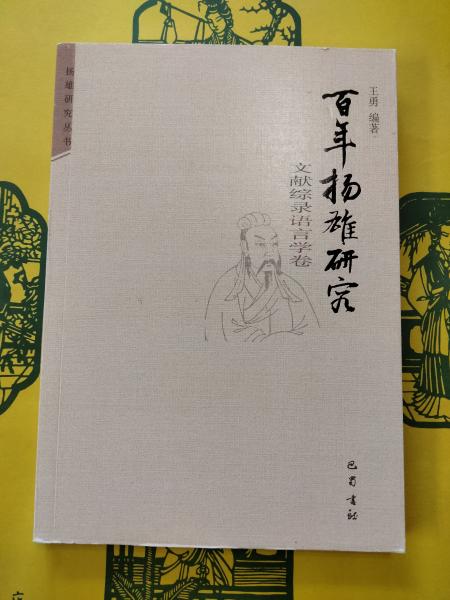 扬雄研究丛书
王勇 编著
百年扬雄研究
文献综录语言学卷
巴蜀书社